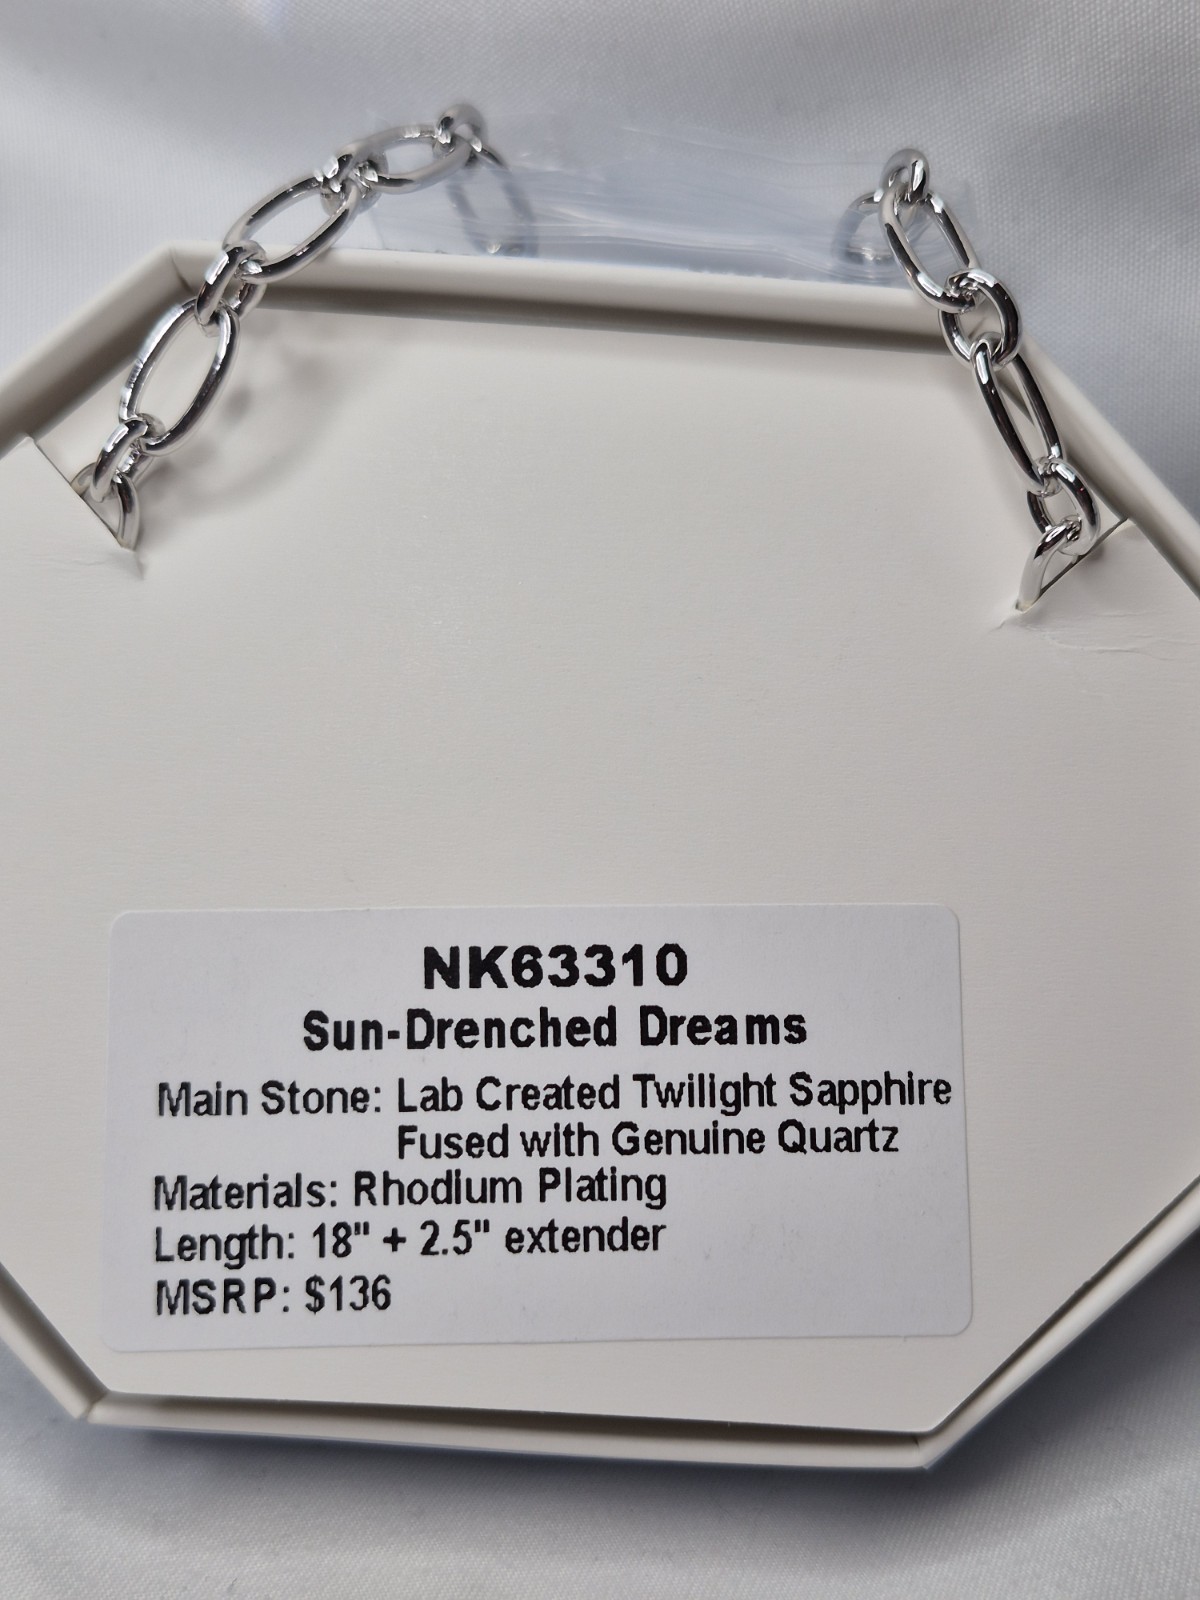 NK63310
Sun-Drenched Dreams
Main Stone: Lab Created Twilight Sapphire
Fused with Genuine Quartz
Materials: Rhodium Plating
Length: 18" + 2.5" extender
MSRP: $136